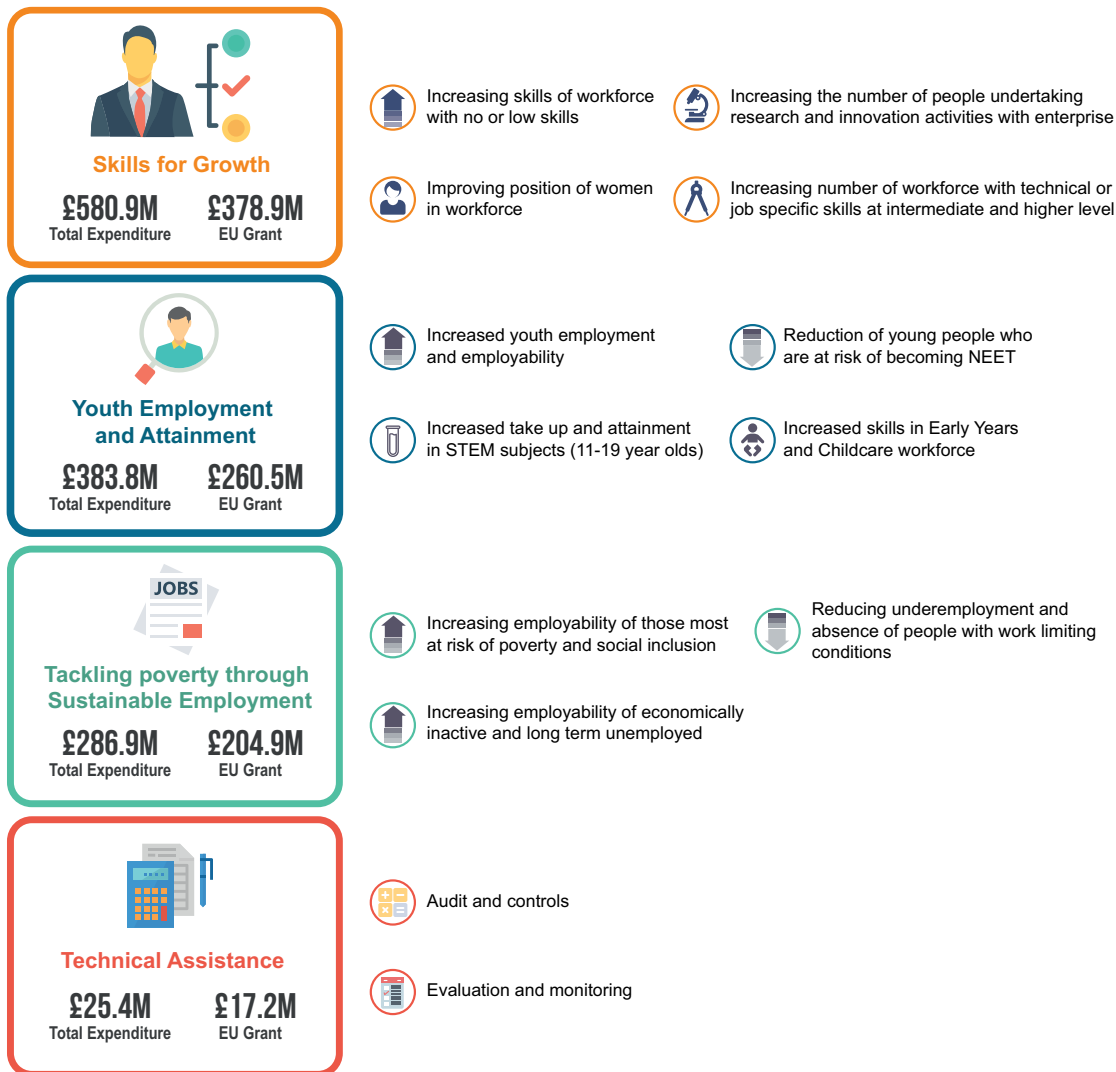 Skills for Growth
£580.9M £378.9M
Total Expenditure EU Grant
Increasing skills of workforce
with no or low skills
Increasing the number of people undertaking
research and innovation activities with enterprise
Improving position of women
in workforce
Increasing number of workforce with technical or
job specific skills at intermediate and higher level
Youth Employment
and Attainment
£383.8M £260.5M
Total Expenditure EU Grant
Increased youth employment
and employability
Reduction of young people who
are at risk of becoming NEET
Increased take up and attainment
in STEM subjects (11-19 year olds)
Increased skills in Early Years
and Childcare workforce
JOBS
Tackling poverty through
Sustainable Employment
£286.9M £204.9M
Total Expenditure EU Grant
Increasing employability of those most
at risk of poverty and social inclusion
Reducing underemployment and
absence of people with work limiting
conditions
Increasing employability of economically
inactive and long term unemployed
Technical Assistance
£25.4M £17.2M
Total Expenditure EU Grant
Audit and controls
Evaluation and monitoring